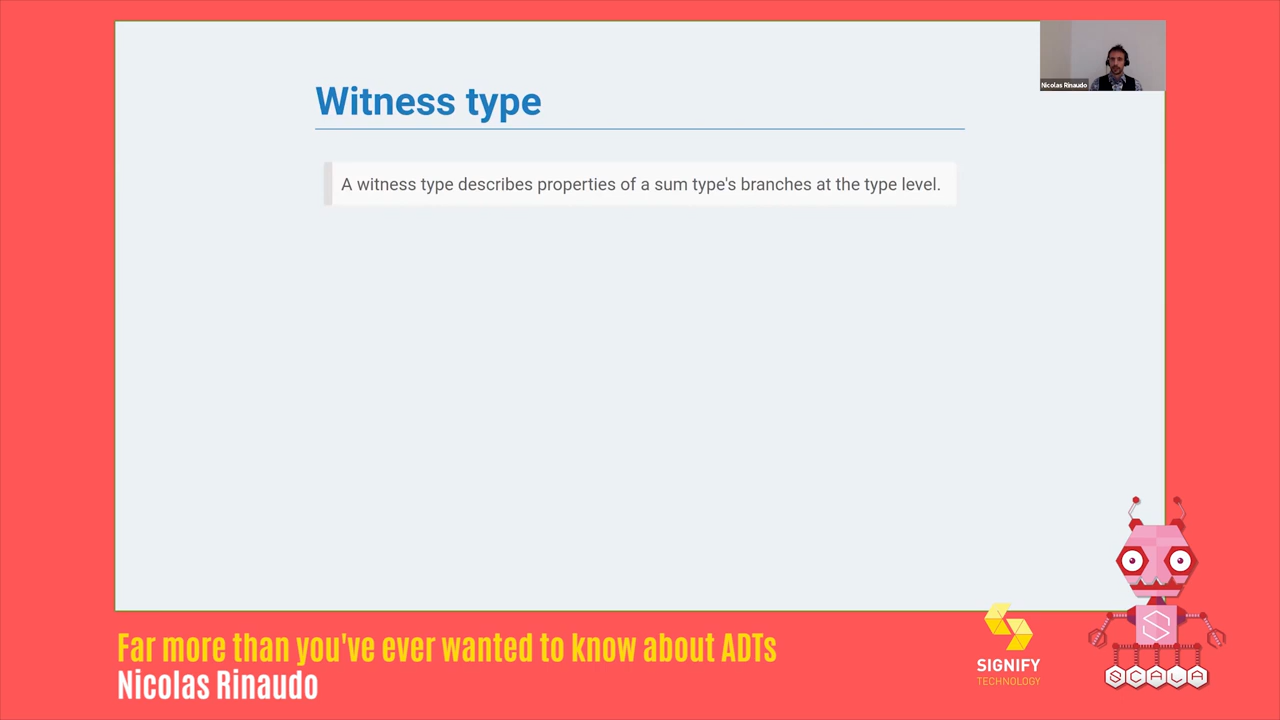 Witness type
Nicolas Rinaudo
A witness type describes properties of a sum type's branches at the type level.
Far more than you've ever wanted to know about ADTs
Nicolas Rinaudo
SIGNIFY
TECHNOLOGY
SCALA